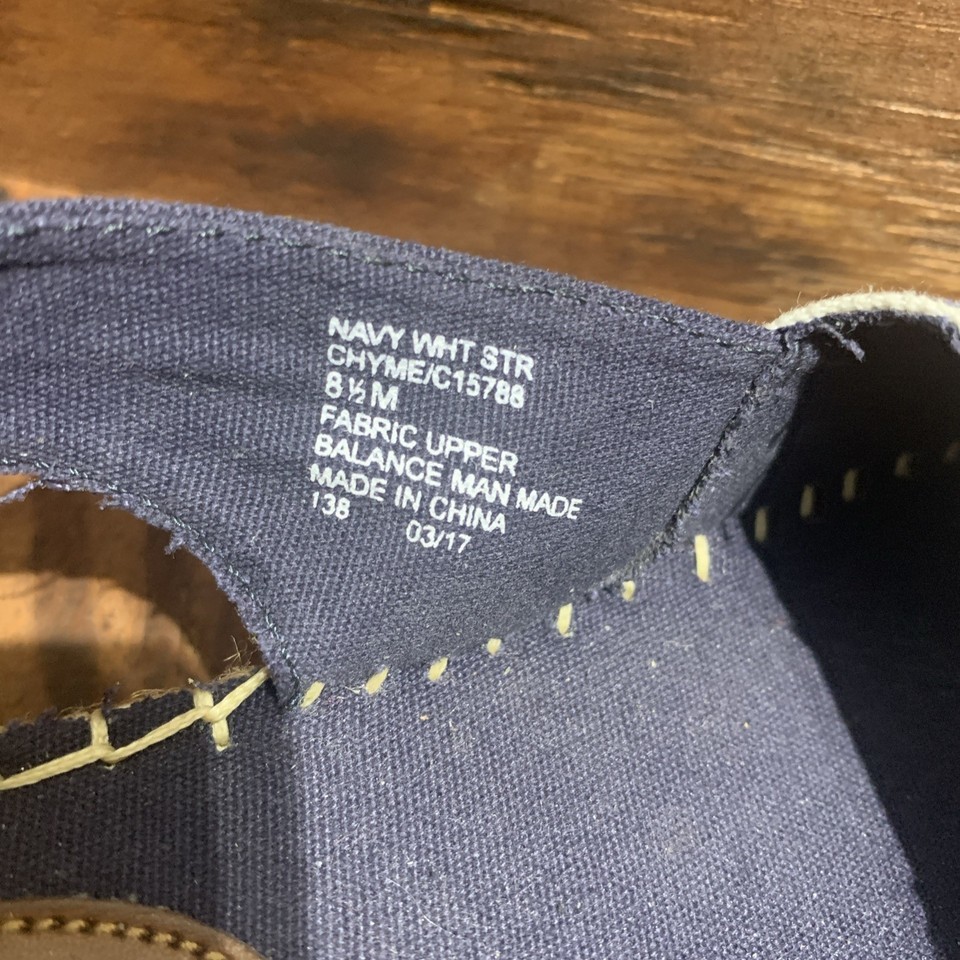 NAVY WHT STR
CHYME/C15788
8 ½ M
FABRIC UPPER
BALANCE MAN MADE
MADE IN CHINA
138 03/17